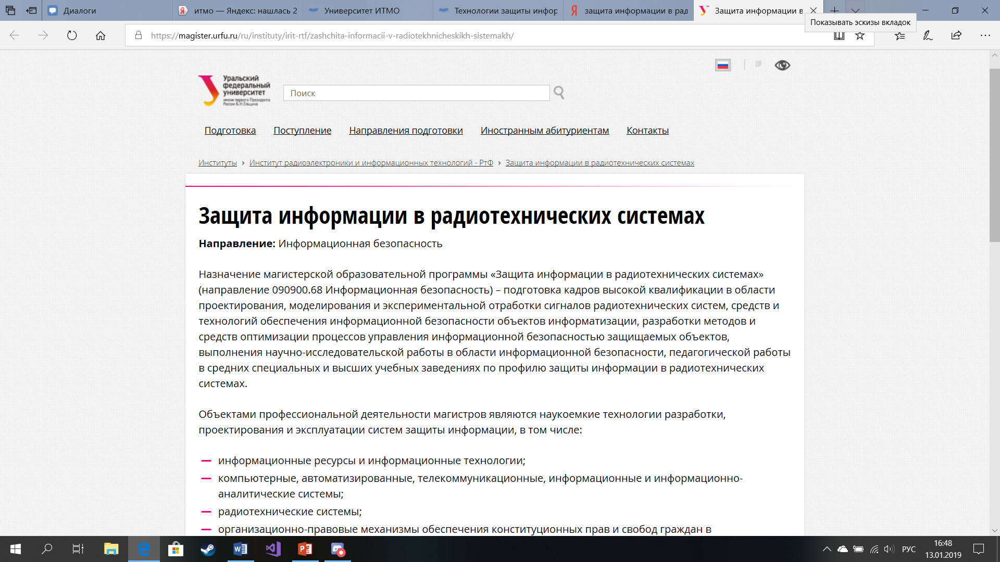 Диалоги
итмо — Яндекс: нашлась 2
Университет ИТМО
Технологии защиты инфор
защита информации в рад
Защита информации в
Показывать эскизы вкладок
https://magister.urfu.ru/ru/instituty/irit-rtf/zashchita-informacii-v-radiotekhnicheskikh-sistemakh/
Уральский
федеральный
университет
имени первого Президента
России Б.Н.Ельцина
Поиск
Подготовка
Поступление
Направления подготовки
Иностранным абитуриентам
Контакты
Институты › Институт радиоэлектроники и информационных технологий - РтФ › Защита информации в радиотехнических системах
Защита информации в радиотехнических системах
Направление: Информационная безопасность
Назначение магистерской образовательной программы «Защита информации в радиотехнических системах»
(направление 090900.68 Информационная безопасность) – подготовка кадров высокой квалификации в области
проектирования, моделирования и экспериментальной отработки сигналов радиотехнических систем, средств и
технологий обеспечения информационной безопасности объектов информатизации, разработки методов и
средств оптимизации процессов управления информационной безопасностью защищаемых объектов,
выполнения научно-исследовательской работы в области информационной безопасности, педагогической работы
в средних специальных и высших учебных заведениях по профилю защиты информации в радиотехнических
системах.
Объектами профессиональной деятельности магистров являются наукоемкие технологии разработки,
проектирования и эксплуатации систем защиты информации, в том числе:
— информационные ресурсы и информационные технологии;
— компьютерные, автоматизированные, телекоммуникационные, информационные и информационно-
аналитические системы;
— радиотехнические системы;
— организационно-правовые механизмы обеспечения конституционных прав и свобод граждан в
РУС
16:48
13.01.2019